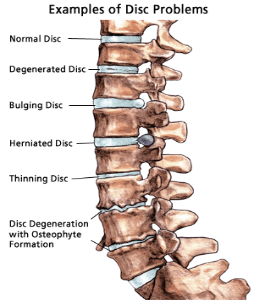 Examples of Disc Problems
Normal Disc
Degenerated Disc
Bulging Disc
Herniated Disc
Thinning Disc
Disc Degeneration
with Osteophyte
Formation